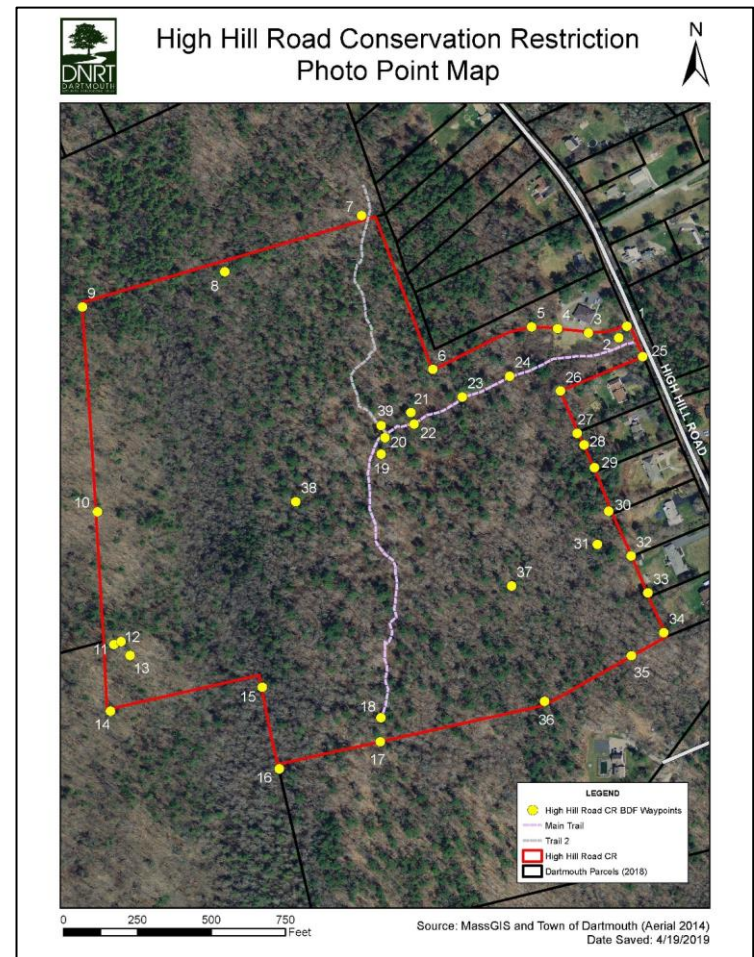 High Hill Road Conservation Restriction
Photo Point Map
N
DNRT
DARTMOUTH
7
8
9
6
5
4
3
1
2
25
HIGH HILL ROAD
24
26
23
21
22
39
20
19
27
28
29
38
10
30
31
32
37
33
34
12
11
13
35
15
14
36
18
17
16
LEGEND
High Hill Road CR BDF Waypoints
Main Trail
Trail 2
High Hill Road CR
Dartmouth Parcels (2018)
0 250 500 750
Feet
Source: MassGIS and Town of Dartmouth (Aerial 2014)
Date Saved: 4/19/2019